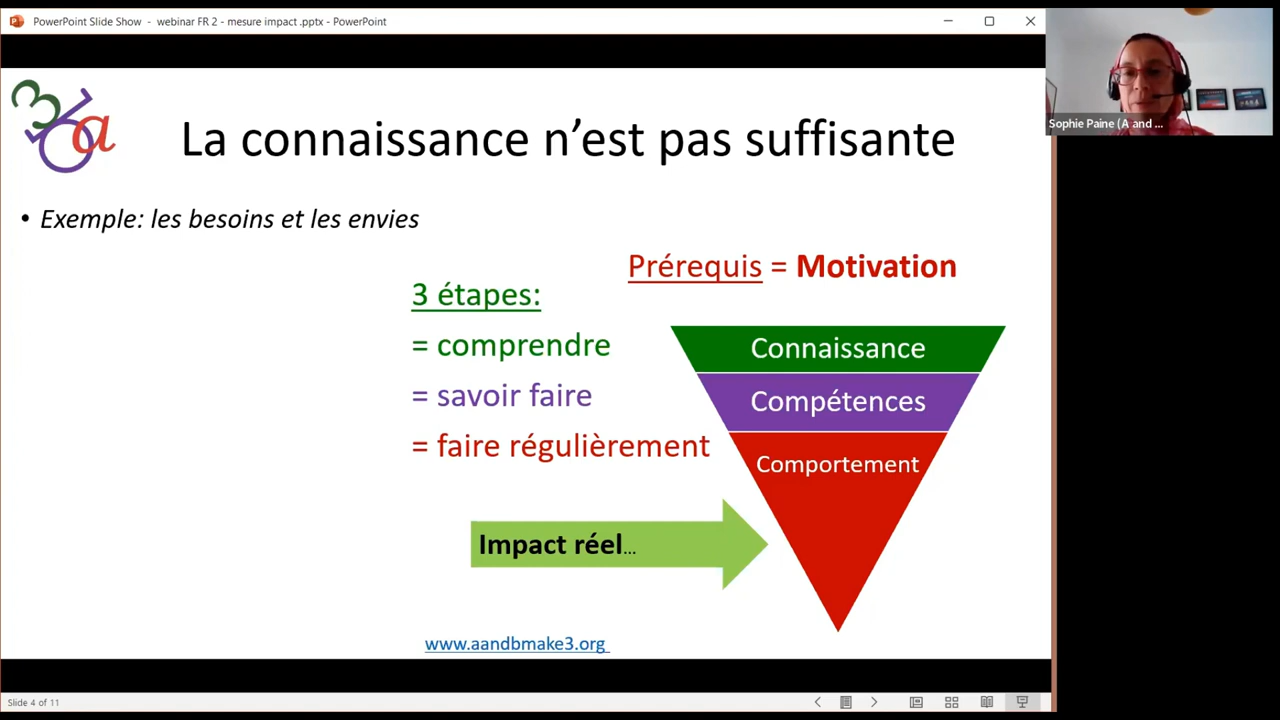 PowerPoint Slide Show - webinar FR 2 - mesure impact .pptx - PowerPoint
Sophie Paine (A and ...
La connaissance n’est pas suffisante
• Exemple: les besoins et les envies
Prérequis = Motivation
3 étapes:
= comprendre
= savoir faire
= faire régulièrement
Connaissance
Compétences
Comportement
Impact réel...
www.aandbmake3.org
Slide 4 of 11